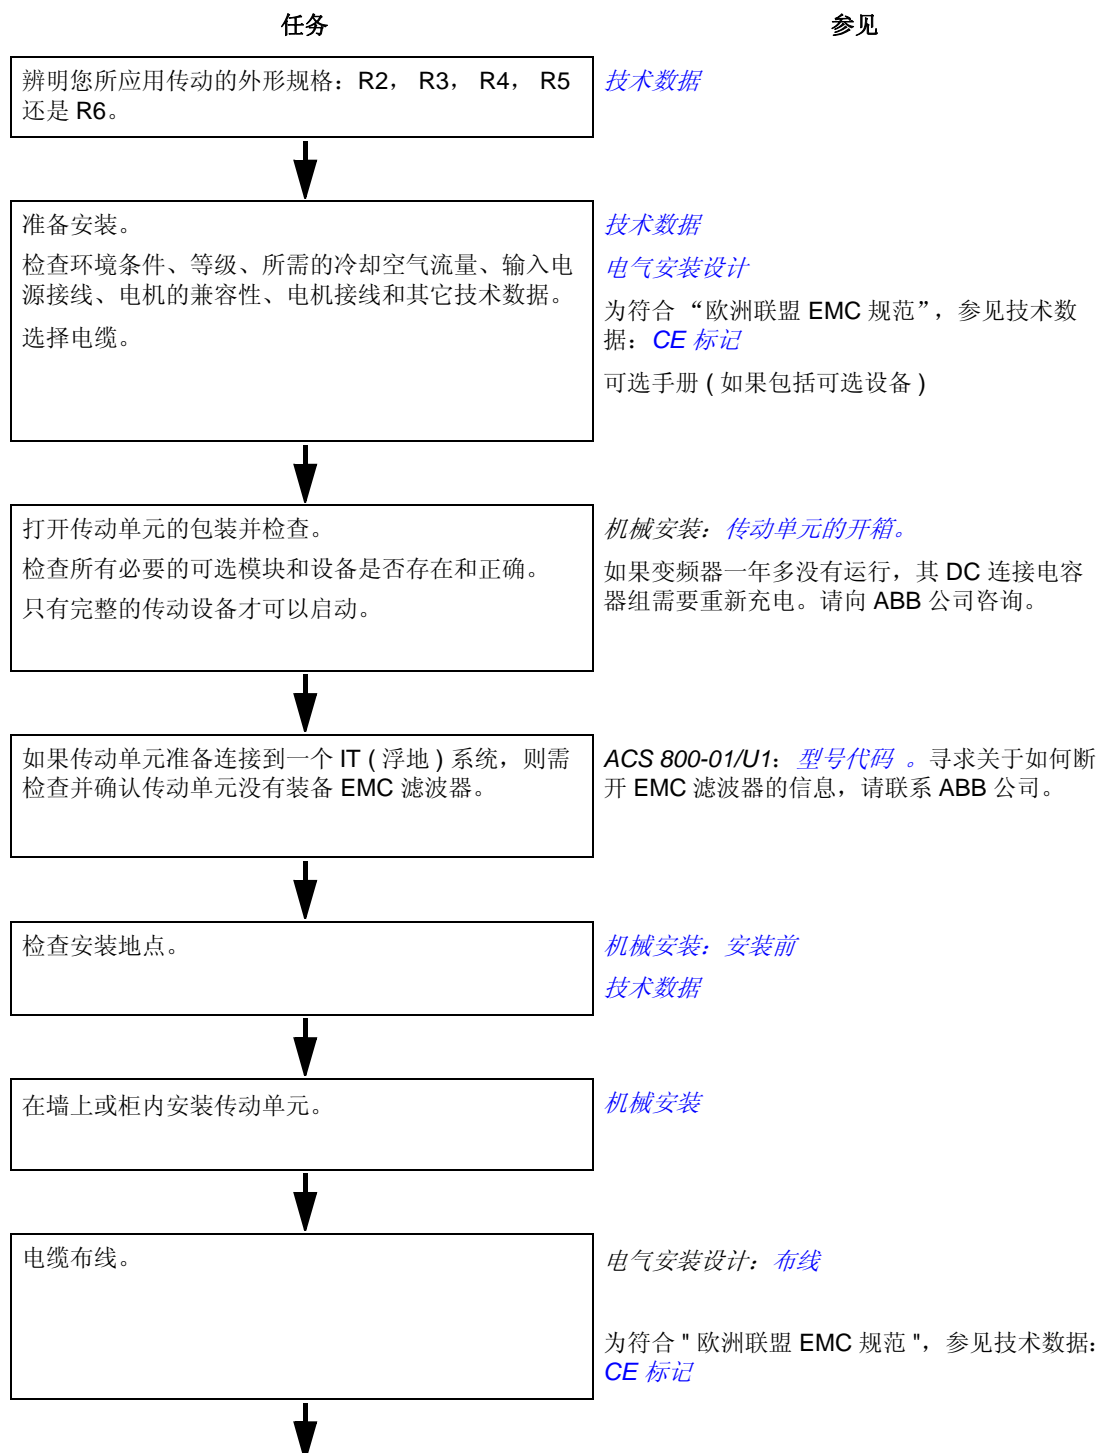 任务
参见
辨明您所应用传动的外形规格：R2， R3， R4， R5
还是 R6。
技术数据
准备安装。
检查环境条件、等级、所需的冷却空气流量、输入电
源接线、电机的兼容性、电机接线和其它技术数据。
选择电缆。
技术数据
电气安装设计
为符合 “欧洲联盟 EMC 规范”，参见技术数
据：CE 标记
可选手册 ( 如果包括可选设备 )
打开传动单元的包装并检查。
检查所有必要的可选模块和设备是否存在和正确。
只有完整的传动设备才可以启动。
机械安装：传动单元的开箱。
如果变频器一年多没有运行，其 DC 连接电容
器组需要重新充电。请向 ABB 公司咨询。
如果传动单元准备连接到一个 IT ( 浮地 ) 系统，则需
检查并确认传动单元没有装备 EMC 滤波器。
ACS 800-01/U1：型号代码 。寻求关于如何断
开 EMC 滤波器的信息，请联系 ABB 公司。
检查安装地点。
机械安装：安装前
技术数据
在墙上或柜内安装传动单元。
机械安装
电缆布线。
电气安装设计：布线
为符合 " 欧洲联盟 EMC 规范 "，参见技术数据：
CE 标记